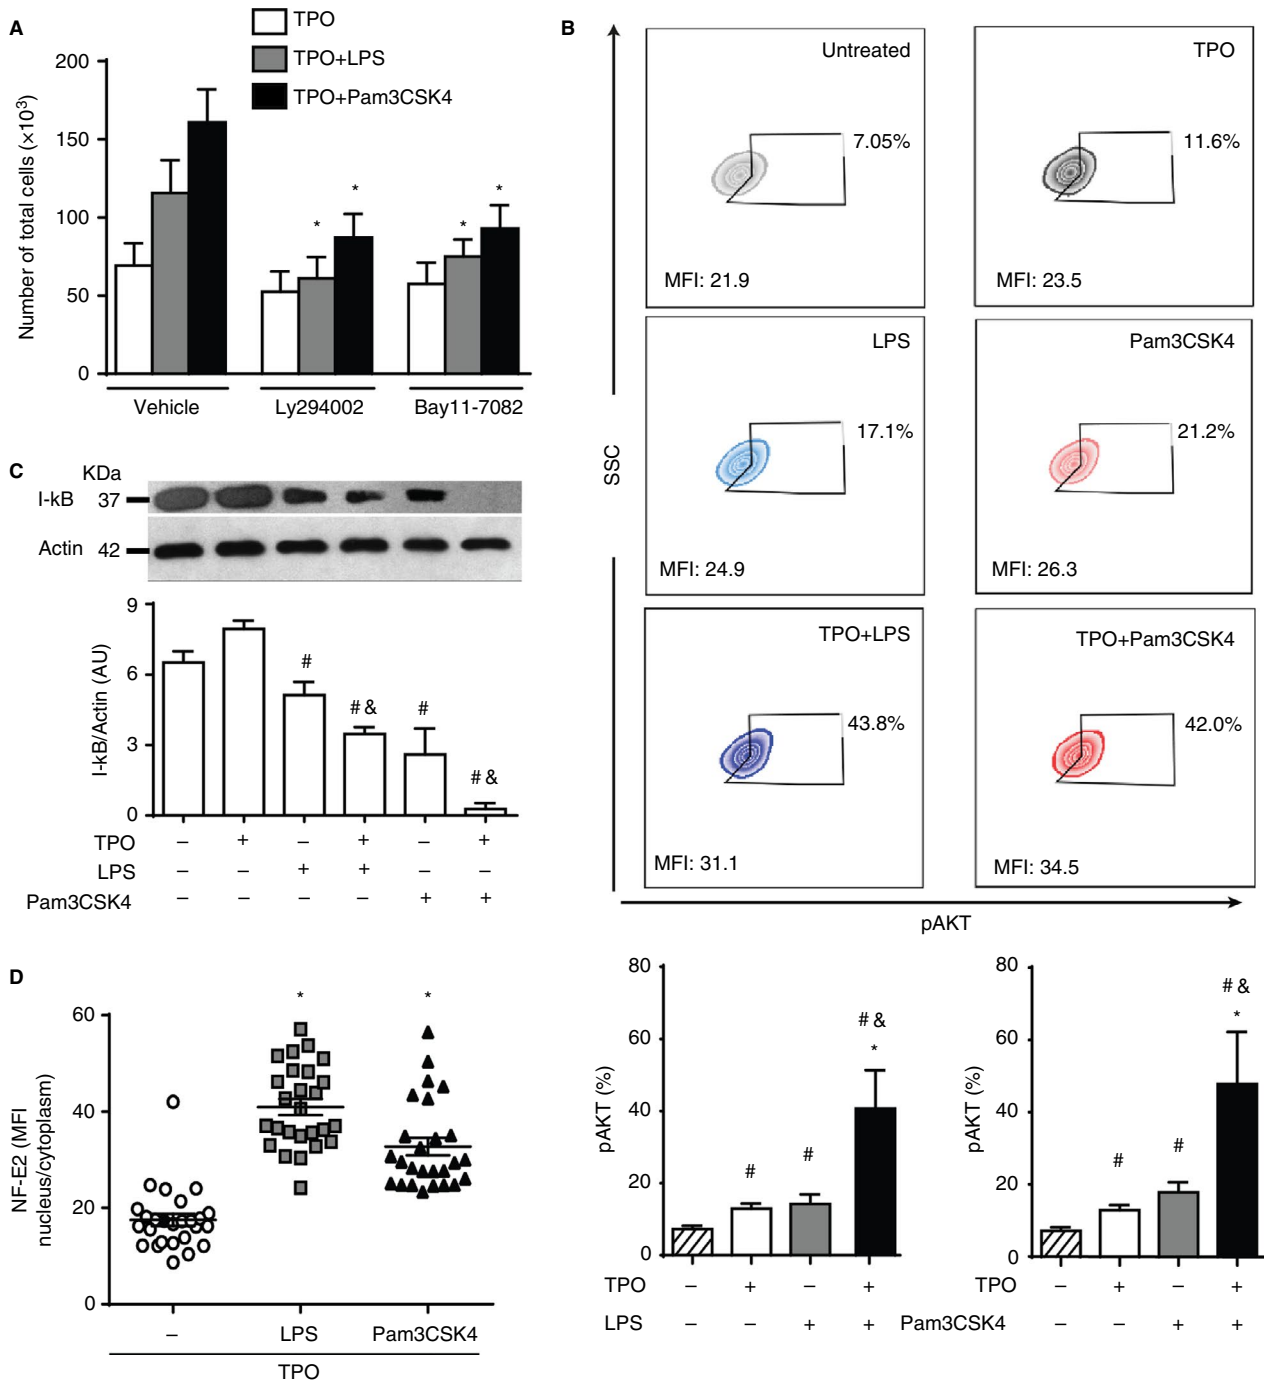 A
TPO
TPO+LPS
TPO+Pam3CSK4
Number of total cells (×10³)
200
150
100
50
0
* * * *
Vehicle Ly294002 Bay11-7082
B
Untreated
7.05%
MFI: 21.9
TPO
11.6%
MFI: 23.5
LPS
17.1%
MFI: 24.9
Pam3CSK4
21.2%
MFI: 26.3
TPO+LPS
43.8%
MFI: 31.1
TPO+Pam3CSK4
42.0%
MFI: 34.5
SSC
pAKT
pAKT (%)
80
60
40
20
0
# # # & *
TPO – + – +
LPS – – + +
pAKT (%)
80
60
40
20
0
# # # & *
– + – +
Pam3CSK4 – – + +
C
KDa
I-kB 37
Actin 42
I-kB/Actin (AU)
9
6
3
0
# # & # # &
TPO – + – + – +
LPS – – + + – –
Pam3CSK4 – – – – + +
D
NF-E2 (MFI
nucleus/cytoplasm)
60
40
20
0
* *
– LPS Pam3CSK4
TPO